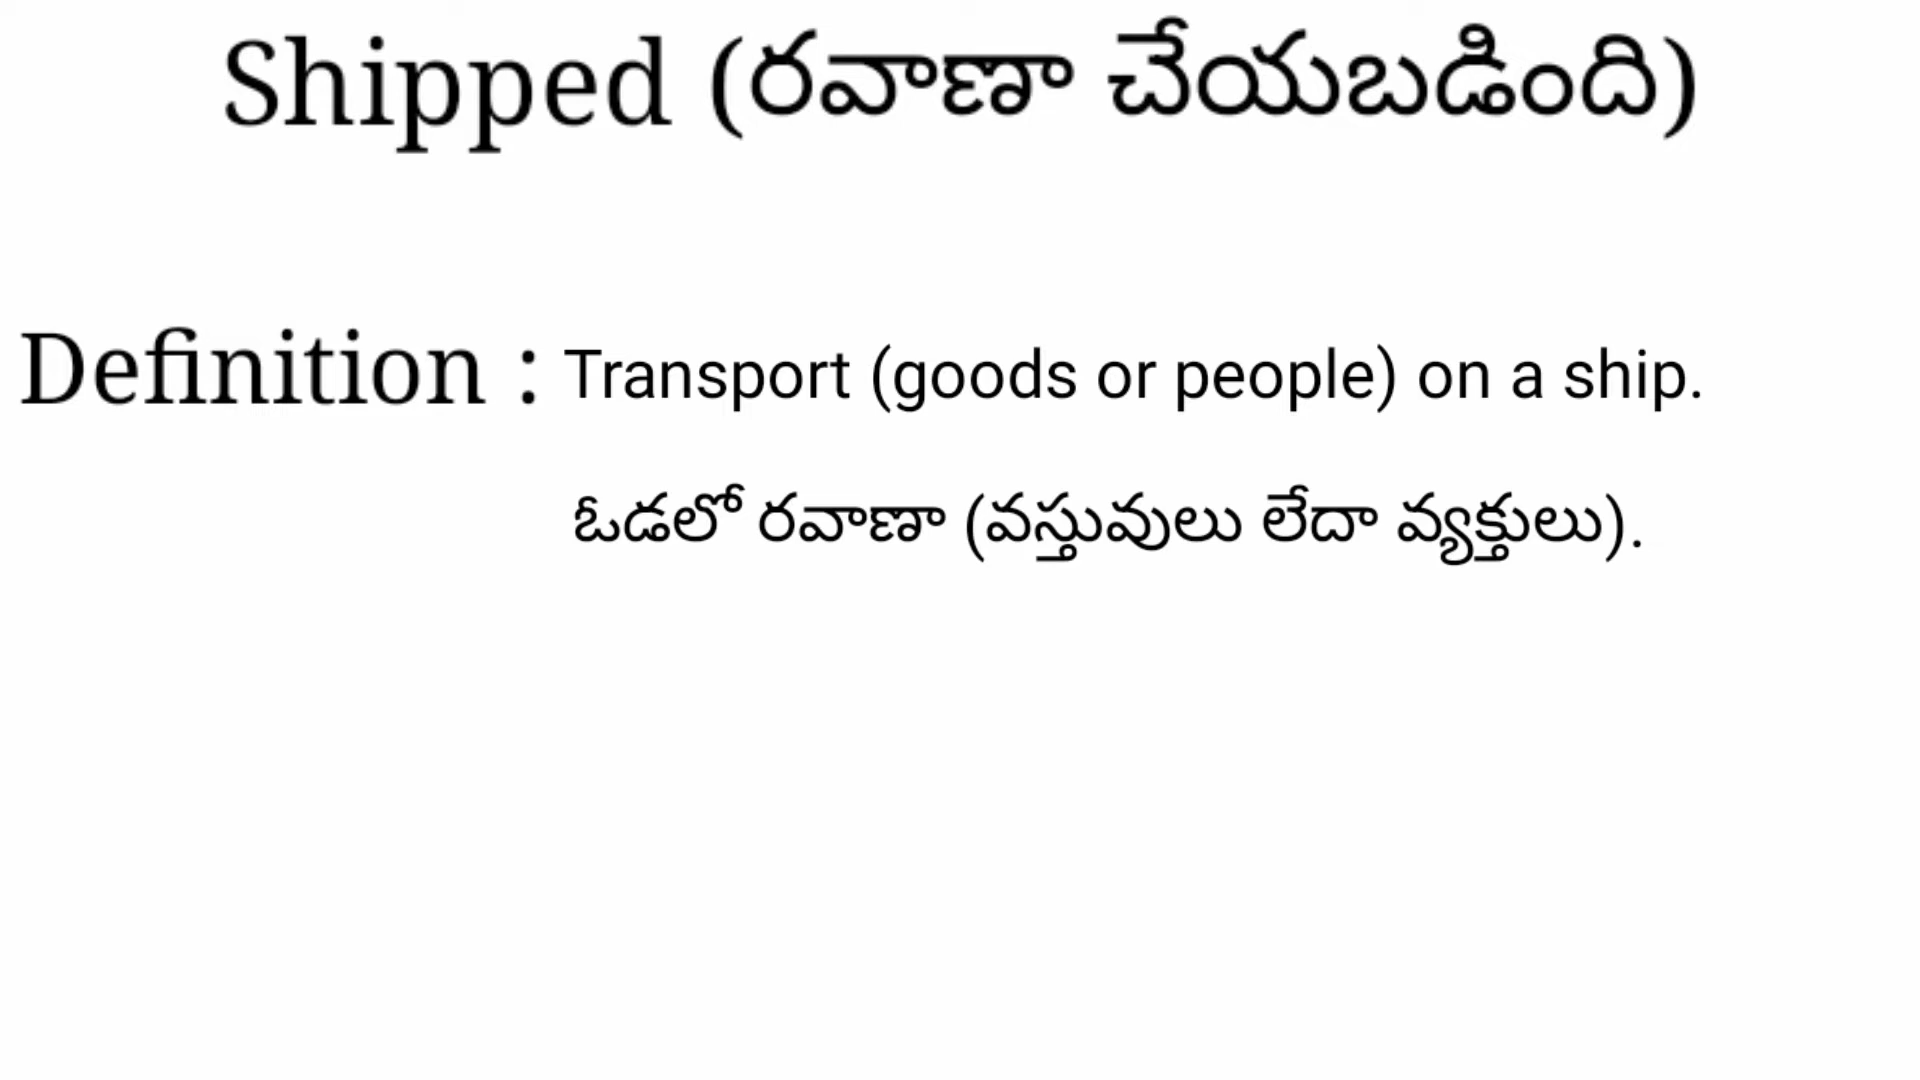 Shipped (రవాణా చేయబడింది)
Definition : Transport (goods or people) on a ship.
ఓడలో రవాణా (వస్తువులు లేదా వ్యక్తులు).